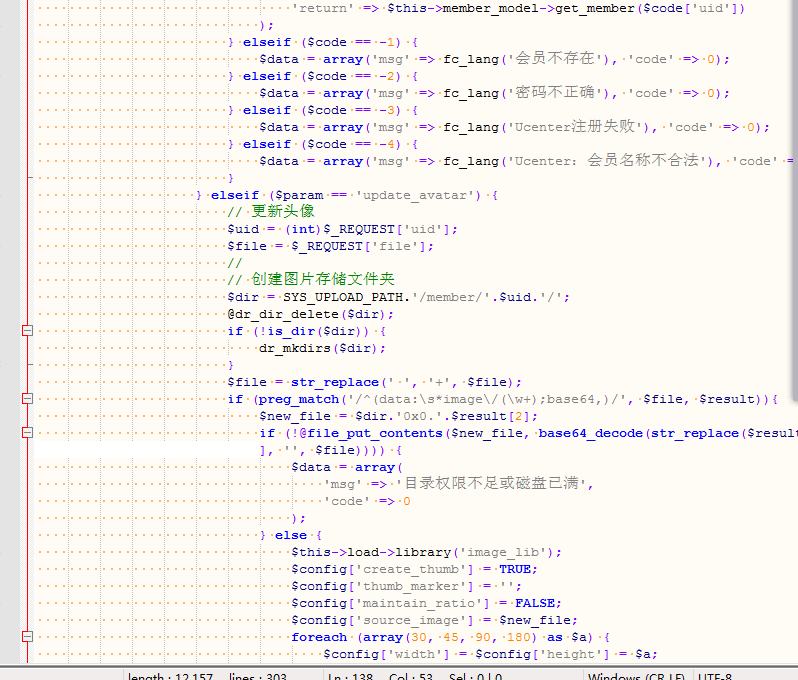 'return' => $this->member_model->get_member($code['uid'])
);
} elseif ($code == -1) {
$data = array('msg' => fc_lang('会员不存在'), 'code' => 0);
} elseif ($code == -2) {
$data = array('msg' => fc_lang('密码不正确'), 'code' => 0);
} elseif ($code == -3) {
$data = array('msg' => fc_lang('Ucenter注册失败'), 'code' => 0);
} elseif ($code == -4) {
$data = array('msg' => fc_lang('Ucenter：会员名称不合法'), 'code' =
}
} elseif ($param == 'update_avatar') {
// 更新头像
$uid = (int)$_REQUEST['uid'];
$file = $_REQUEST['file'];
//
// 创建图片存储文件夹
$dir = SYS_UPLOAD_PATH.'/member/'.$uid.'/';
@dr_dir_delete($dir);
if (!is_dir($dir)) {
dr_mkdirs($dir);
}
$file = str_replace(' ', '+', $file);
if (preg_match('/^(data:\s*image\/(\w+);base64,)/', $file, $result)){
$new_file = $dir.'0x0.'.$result[2];
if (!@file_put_contents($new_file, base64_decode(str_replace($result
], '', $file)))) {
$data = array(
'msg' => '目录权限不足或磁盘已满',
'code' => 0
);
} else {
$this->load->library('image_lib');
$config['create_thumb'] = TRUE;
$config['thumb_marker'] = '';
$config['maintain_ratio'] = FALSE;
$config['source_image'] = $new_file;
foreach (array(30, 45, 90, 180) as $a) {
$config['width'] = $config['height'] = $a;
length : 12,157 lines : 303 Ln : 138 Col : 53 Sel : 0 | 0 Windows (CR LF) UTF-8